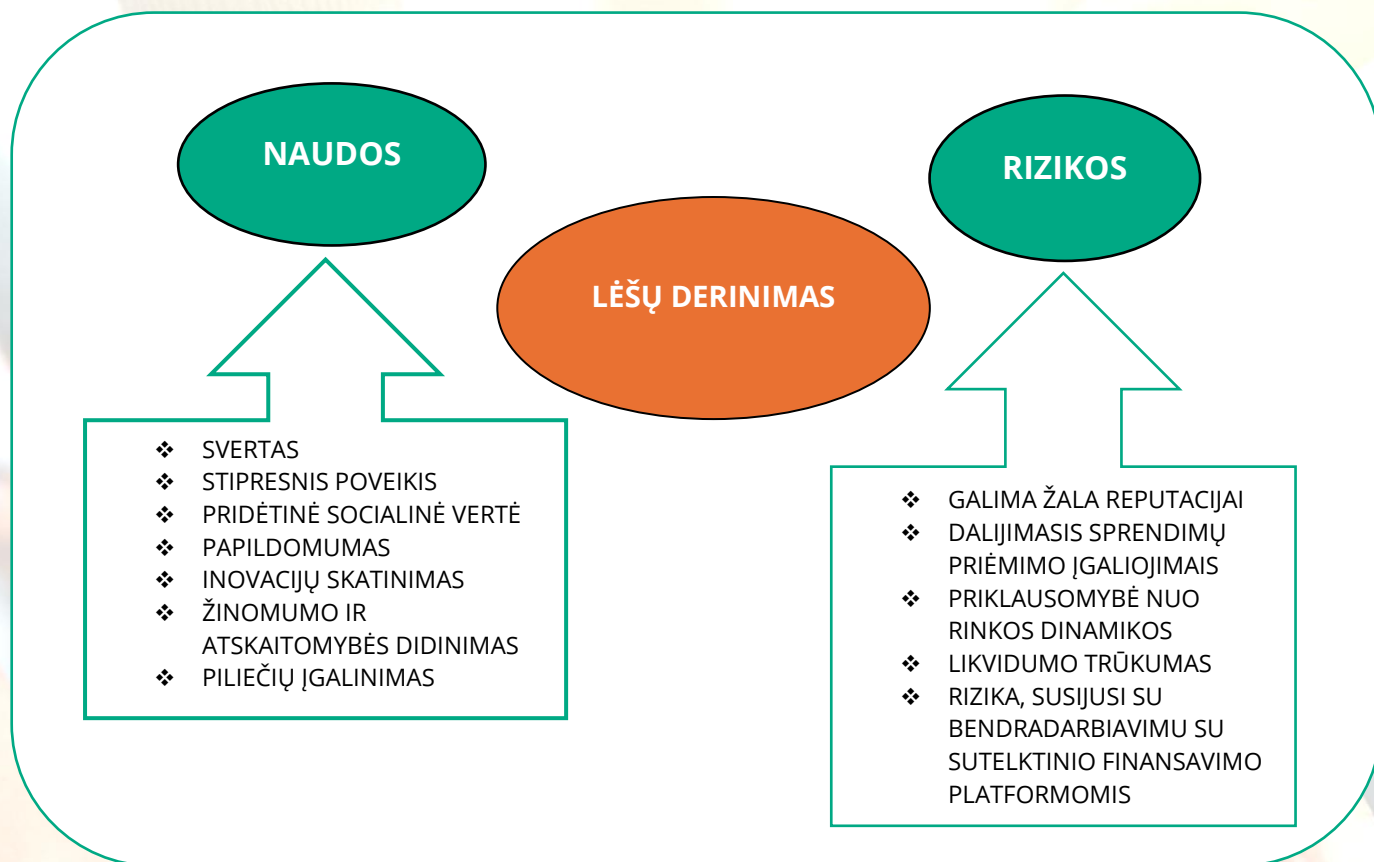 NAUDOS
RIZIKOS
LĖŠŲ DERINIMAS
❖ SVERTAS
❖ STIPRESNIS POVEIKIS
❖ PRIDĖTINĖ SOCIALINĖ VERTĖ
❖ PAPILDOMUMAS
❖ INOVACIJŲ SKATINIMAS
❖ ŽINOMUMO IR
ATSKAITOMYBĖS DIDINIMAS
❖ PILIEČIŲ ĮGALINIMAS
❖ GALIMA ŽALA REPUTACIJAI
❖ DALIJIMASIS SPRENDIMŲ
PRIĖMIMO ĮGALIOJIMAIS
❖ PRIKLAUSOMYBĖ NUO
RINKOS DINAMIKOS
❖ LIKVIDUMO TRŪKUMAS
❖ RIZIKA, SUSIJUSI SU
BENDRADARBIAVIMU SU
SUTELKTINIO FINANSAVIMO
PLATFORMOMIS